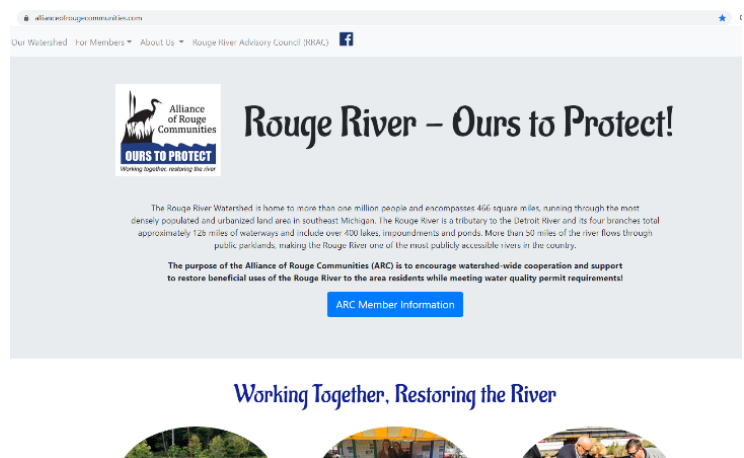 allianceofrougecommunities.com
Our Watershed For Members About Us Rouge River Advisory Council (RRAC)
Alliance
of Rouge
Communities
OURS TO PROTECT
Working together, restoring the river
Rouge River – Ours to Protect!
The Rouge River Watershed is home to more than one million people and encompasses 466 square miles, running through the most
densely populated and urbanized land area in southeast Michigan. The Rouge River is a tributary to the Detroit River and its four branches total
approximately 126 miles of waterways and include over 400 lakes, impoundments and ponds. More than 50 miles of the river flows through
public parklands, making the Rouge River one of the most publicly accessible rivers in the country.
The purpose of the Alliance of Rouge Communities (ARC) is to encourage watershed-wide cooperation and support
to restore beneficial uses of the Rouge River to the area residents while meeting water quality permit requirements!
ARC Member Information
Working Together, Restoring the River